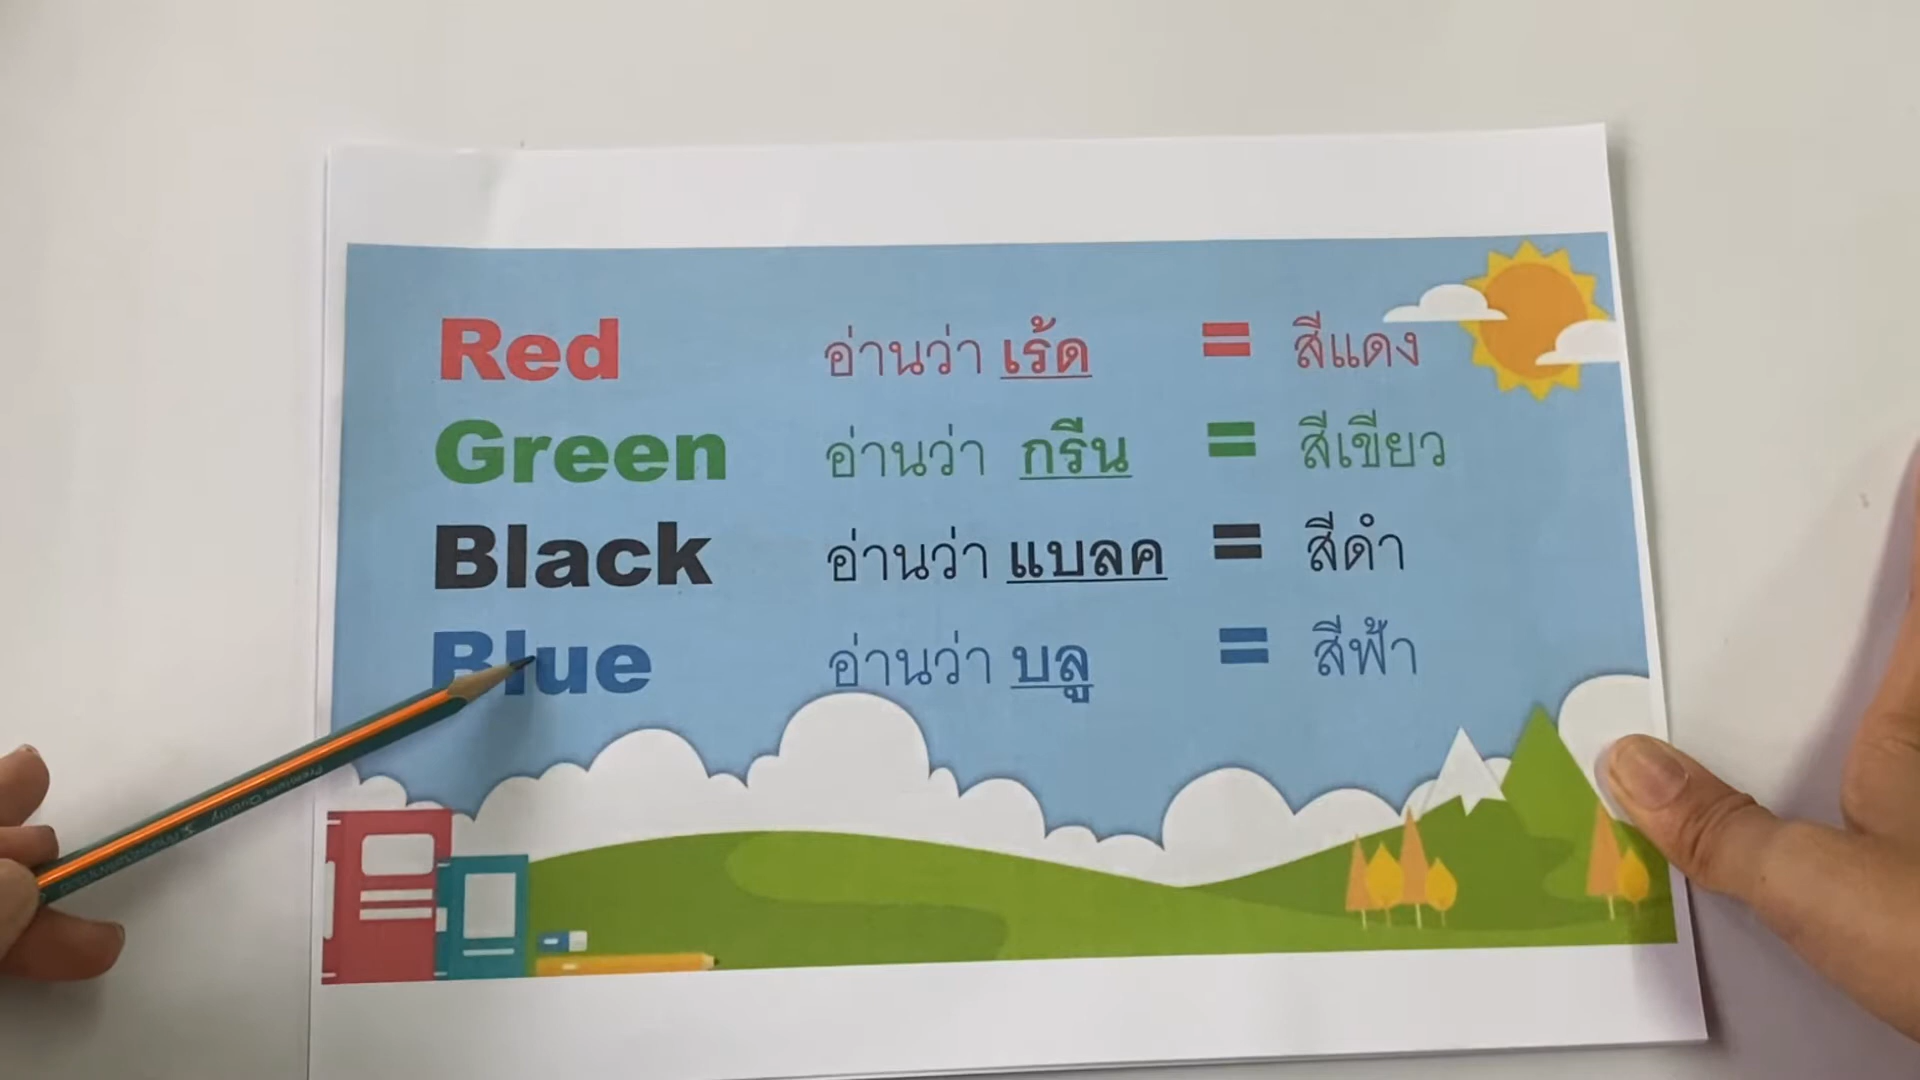 Red อ่านว่า เร้ด = สีแดง
Green อ่านว่า กรีน = สีเขียว
Black อ่านว่า แบลค = สีดำ
Blue อ่านว่า บลู = สีฟ้า